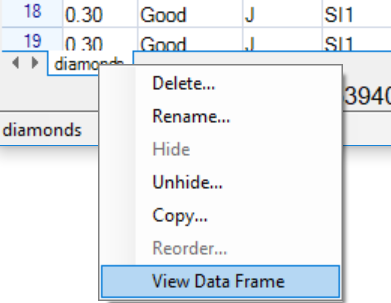 18 0.30 Good J SI1
19 0.30 Good J SI1
diamonds
Delete...
3940
Rename...
diamonds
Hide
Unhide...
Copy...
Reorder...
View Data Frame